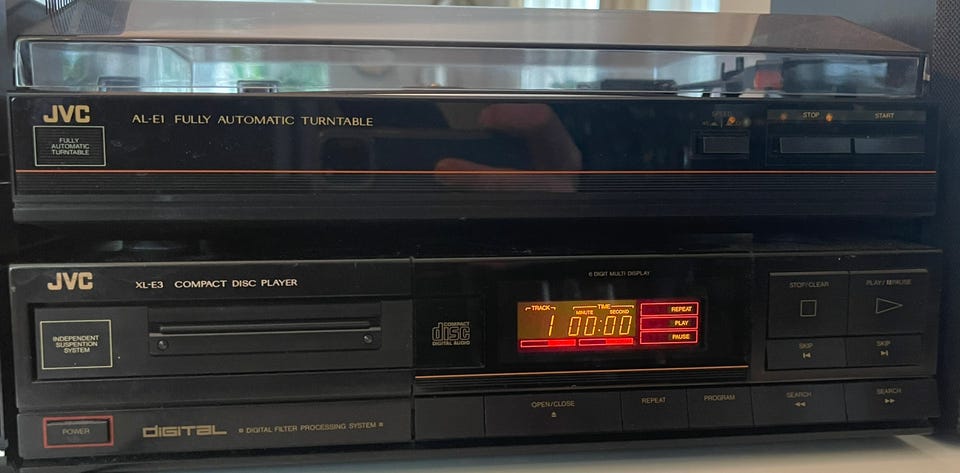 JVC
AL-E1 FULLY AUTOMATIC TURNTABLE
FULLY
AUTOMATIC
TURNTABLE
SPEED
STOP
START
JVC
XL-E3 COMPACT DISC PLAYER
INDEPENDENT
SUSPENTION
SYSTEM
COMPACT
disc
DIGITAL AUDIO
6 DIGIT MULTI DISPLAY
TRACK
TIME
MINUTE SECOND
1 00:00
REPEAT
PLAY
PAUSE
STOP/CLEAR
PLAY/PAUSE
SKIP
SKIP
POWER
DIGITAL
DIGITAL FILTER PROCESSING SYSTEM
OPEN/CLOSE
REPEAT
PROGRAM
SEARCH
SEARCH